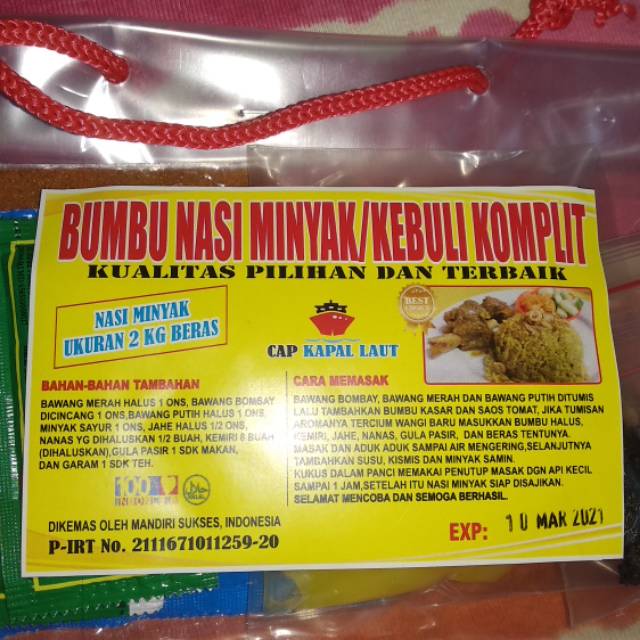 BUMBU NASI MINYAK/KEBULI KOMPLIT
KUALITAS PILIHAN DAN TERBAIK
NASI MINYAK
UKURAN 2 KG BERAS
CAP KAPAL LAUT
BEST
BAHAN-BAHAN TAMBAHAN
BAWANG MERAH HALUS 1 ONS, BAWANG BOMBAY
DICINCANG 1 ONS,BAWANG PUTIH HALUS 1 ONS,
MINYAK SAYUR 1 ONS, JAHE HALUS 1/2 ONS,
NANAS YG DIHALUSKAN 1/2 BUAH, KEMIRI 8 BUAH
(DIHALUSKAN),GULA PASIR 1 SDK MAKAN,
DAN GARAM 1 SDK TEH.
100
CARA MEMASAK
BAWANG BOMBAY, BAWANG MERAH DAN BAWANG PUTIH DITUMIS
LALU TAMBAHKAN BUMBU KASAR DAN SAOS TOMAT, JIKA TUMISAN
AROMANYA TERCIUM WANGI BARU MASUKKAN BUMBU HALUS,
KEMIRI, JAHE, NANAS, GULA PASIR, DAN BERAS TENTUNYA.
MASAK DAN ADUK ADUK SAMPAI AIR MENGERING,SELANJUTNYA
TAMBAHKAN SUSU, KISMIS DAN MINYAK SAMIN.
KUKUS DALAM PANCI MEMAKAI PENUTUP MASAK DGN API KECIL
SAMPAI 1 JAM,SETELAH ITU NASI MINYAK SIAP DISAJIKAN.
SELAMAT MENCOBA DAN SEMOGA BERHASIL.
DIKEMAS OLEH MANDIRI SUKSES, INDONESIA
P-IRT No. 2111671011259-20
EXP: 10 MAR 2021